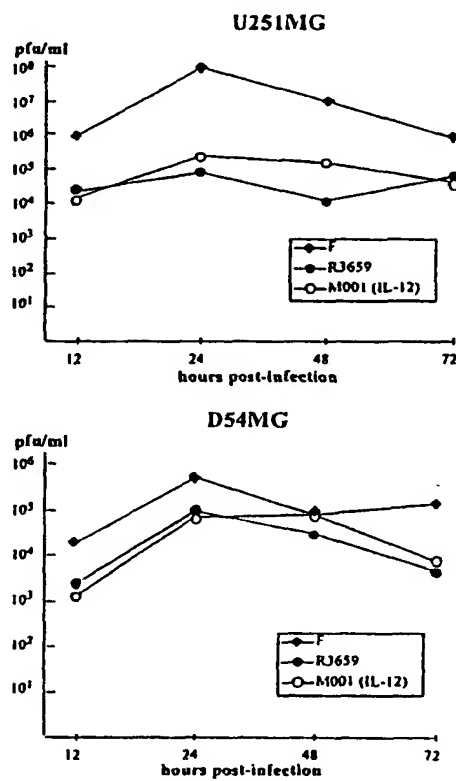 U251MG
pfu/ml
10⁸
10⁷
10⁶
10⁵
10⁴
10³
10²
10¹
F
R3659
M001 (IL-12)
12 24 48 72
hours post-infection
D54MG
pfu/ml
10⁶
10⁵
10⁴
10³
10²
10¹
F
R3659
M001 (IL-12)
12 24 48 72
hours post-infection